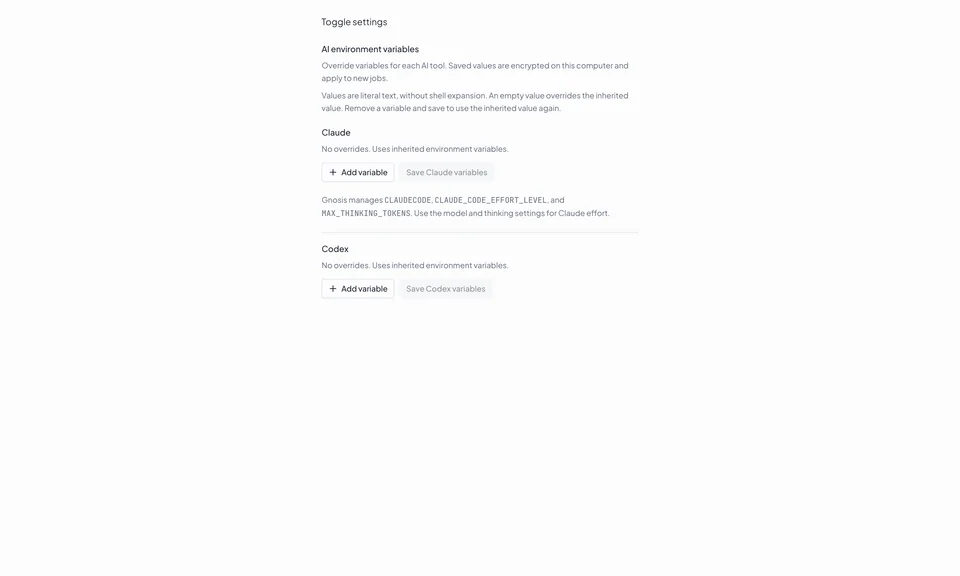 Toggle settings
AI environment variables
Override variables for each AI tool. Saved values are encrypted on this computer and
apply to new jobs.
Values are literal text, without shell expansion. An empty value overrides the inherited
value. Remove a variable and save to use the inherited value again.
Claude
No overrides. Uses inherited environment variables.
+ Add variable Save Claude variables
Gnosis manages CLAUDECODE, CLAUDE_CODE_EFFORT_LEVEL, and
MAX_THINKING_TOKENS. Use the model and thinking settings for Claude effort.
Codex
No overrides. Uses inherited environment variables.
+ Add variable Save Codex variables